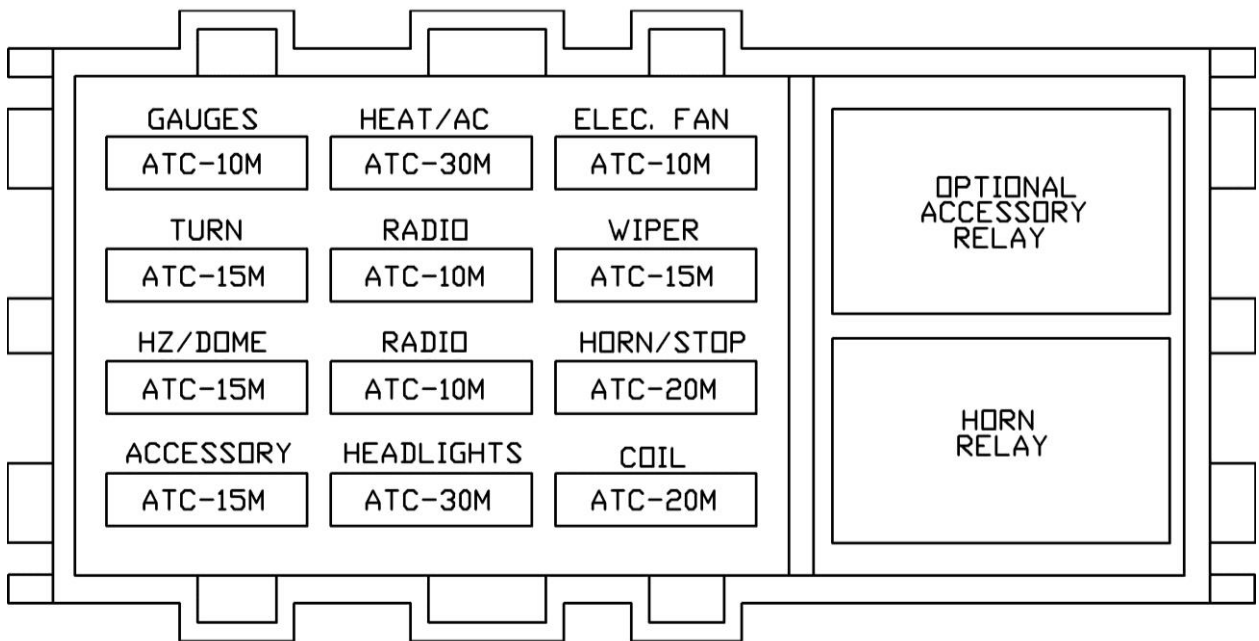 GAUGES HEAT/AC ELEC. FAN
ATC-10M ATC-30M ATC-10M
TURN RADIO WIPER
ATC-15M ATC-10M ATC-15M
HZ/DOME RADIO HORN/STOP
ATC-15M ATC-10M ATC-20M
ACCESSORY HEADLIGHTS COIL
ATC-15M ATC-30M ATC-20M
OPTIONAL
ACCESSORY
RELAY
HORN
RELAY